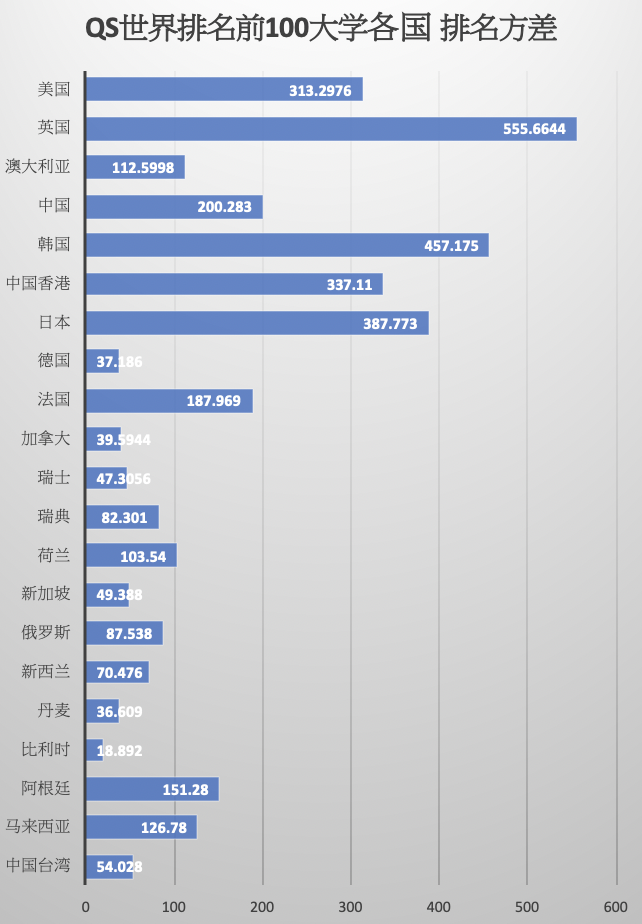 QS世界排名前100大学各国 排名方差
美国 313.2976
英国 555.6644
澳大利亚 112.5998
中国 200.283
韩国 457.175
中国香港 337.11
日本 387.773
德国 37.186
法国 187.969
加拿大 39.5944
瑞士 47.3056
瑞典 82.301
荷兰 103.54
新加坡 49.388
俄罗斯 87.538
新西兰 70.476
丹麦 36.609
比利时 18.892
阿根廷 151.28
马来西亚 126.78
中国台湾 54.028
0 100 200 300 400 500 600